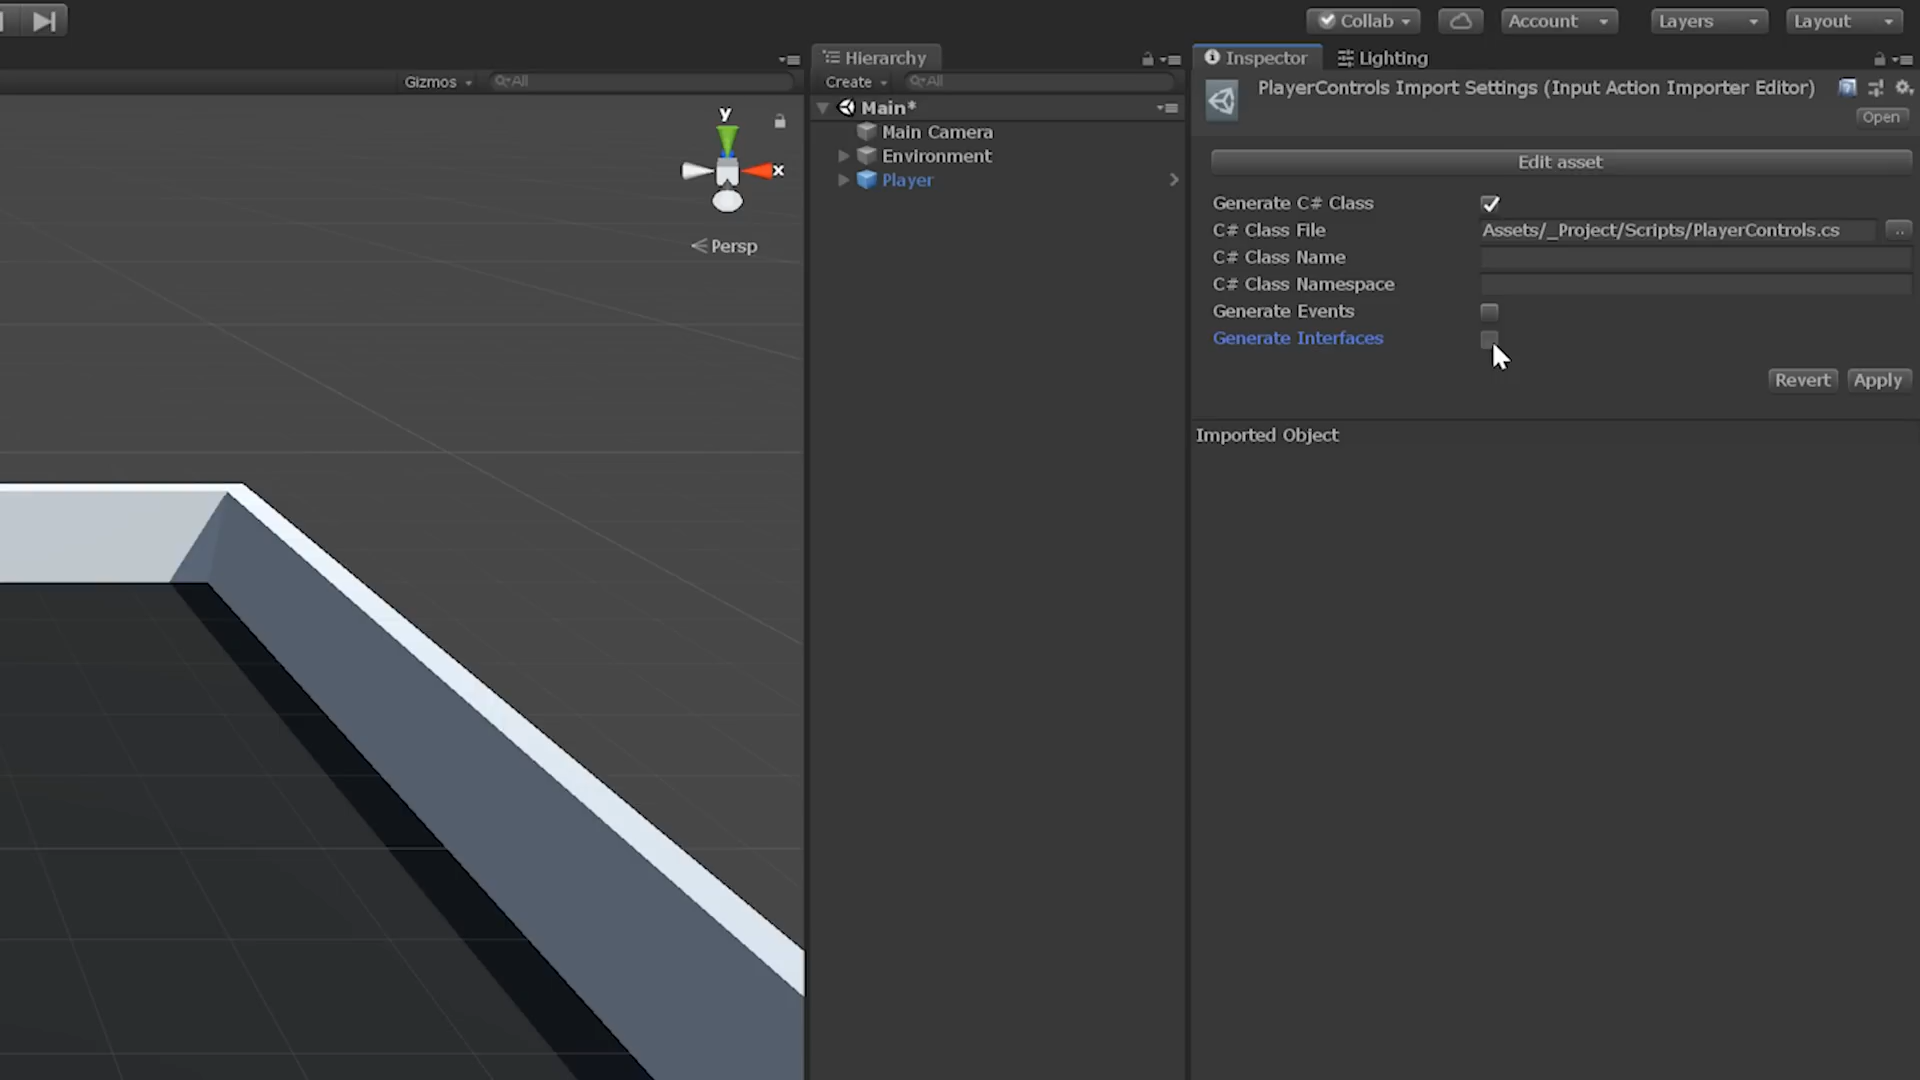 Collab
Account
Layers
Layout
Hierarchy
Inspector
Lighting
Gizmos
All
Create
All
PlayerControls Import Settings (Input Action Importer Editor)
Open
y
x
Persp
Main*
Main Camera
Environment
Player
Edit asset
Generate C# Class
C# Class File
Assets/_Project/Scripts/PlayerControls.cs
..
C# Class Name
C# Class Namespace
Generate Events
Generate Interfaces
Revert
Apply
Imported Object